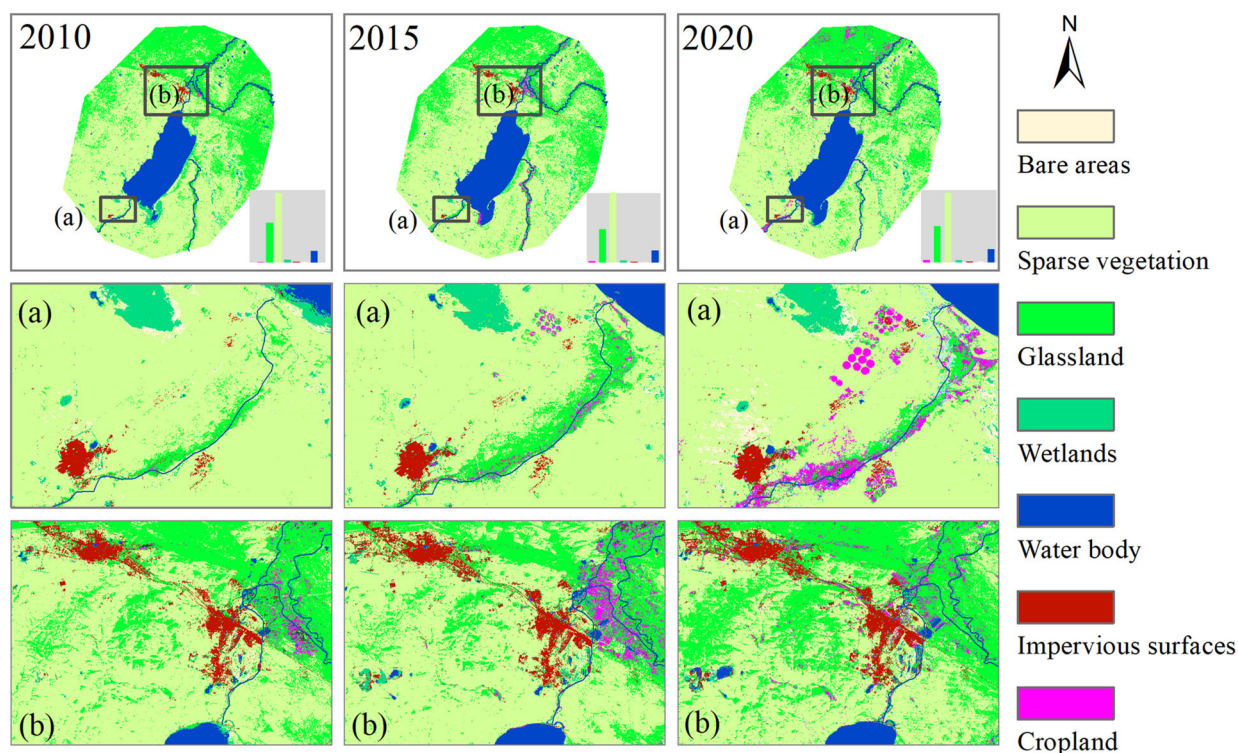 2010
(b)
(a)
2015
(b)
(a)
2020
(b)
(a)
N
(a)
(a)
(a)
(b)
(b)
(b)
Bare areas
Sparse vegetation
Glassland
Wetlands
Water body
Impervious surfaces
Cropland